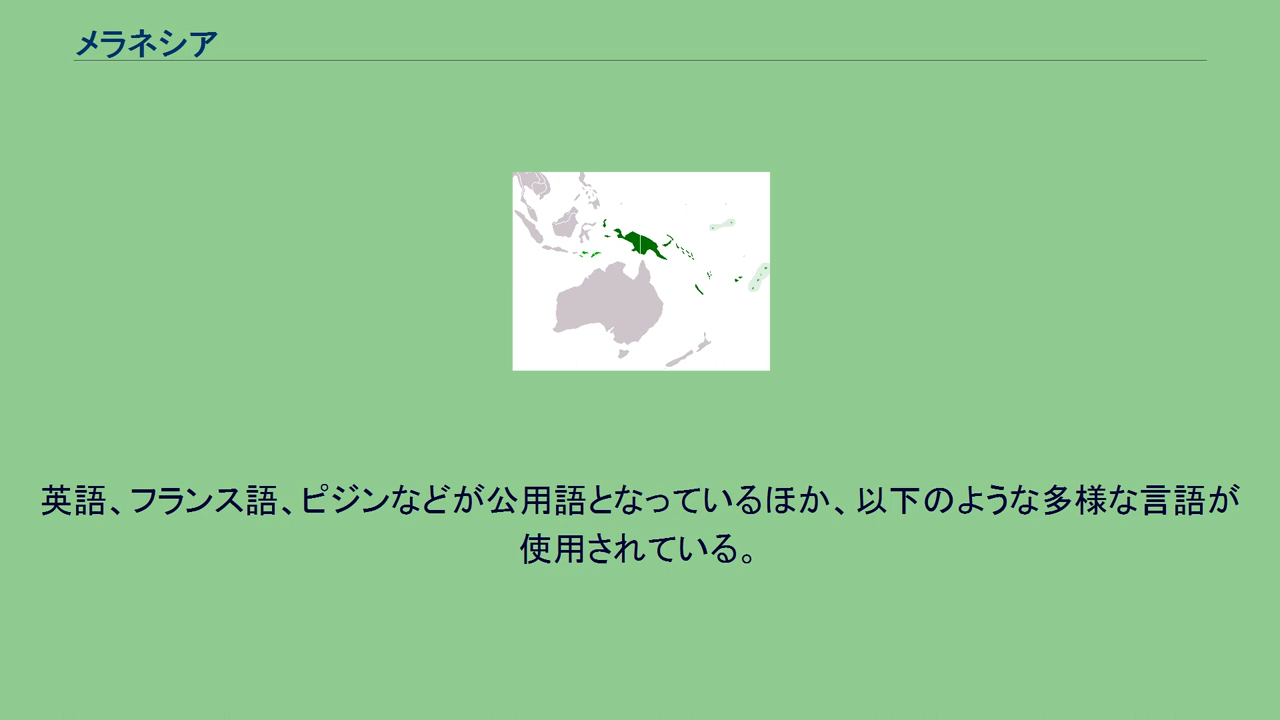 メラネシア
英語、フランス語、ピジンなどが公用語となっているほか、以下のような多様な言語が
使用されている。